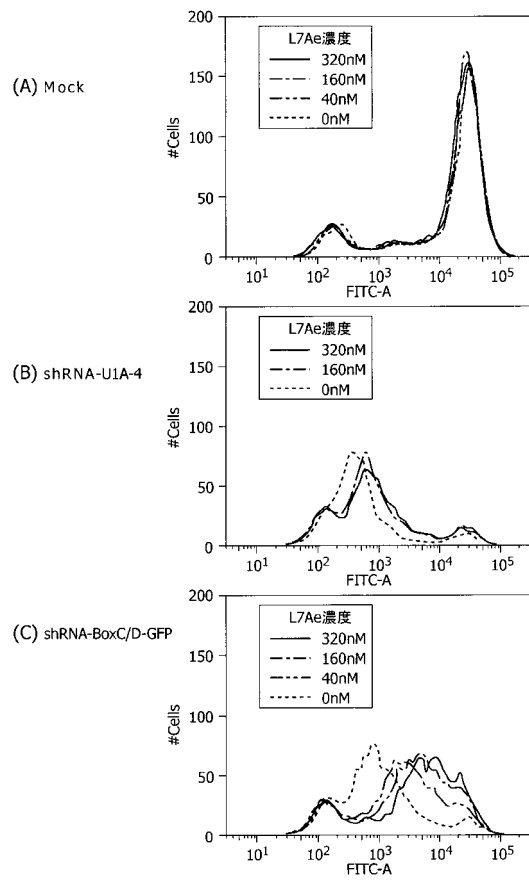 200
L7Ae濃度
320nM
160nM
40nM
0nM
150
(A) Mock
#Cells
100
50
0
10¹ 10² 10³ 10⁴ 10⁵
FITC-A
200
L7Ae濃度
320nM
160nM
0nM
150
(B) shRNA-U1A-4
#Cells
100
50
0
10¹ 10² 10³ 10⁴ 10⁵
FITC-A
200
L7Ae濃度
320nM
160nM
40nM
0nM
150
(C) shRNA-BoxC/D-GFP
#Cells
100
50
0
10¹ 10² 10³ 10⁴ 10⁵
FITC-A